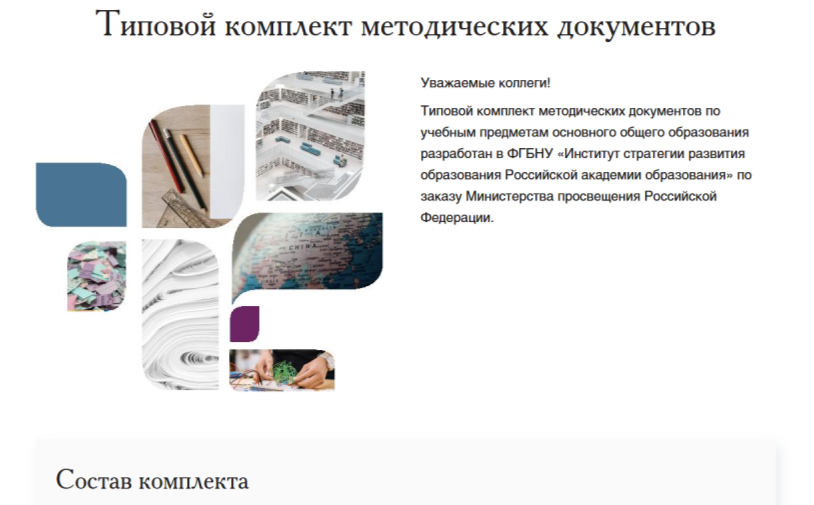 Типовой комплект методических документов
Уважаемые коллеги!
Типовой комплект методических документов по
учебным предметам основного общего образования
разработан в ФГБНУ «Институт стратегии развития
образования Российской академии образования» по
заказу Министерства просвещения Российской
Федерации.
CHINA
Состав комплекта